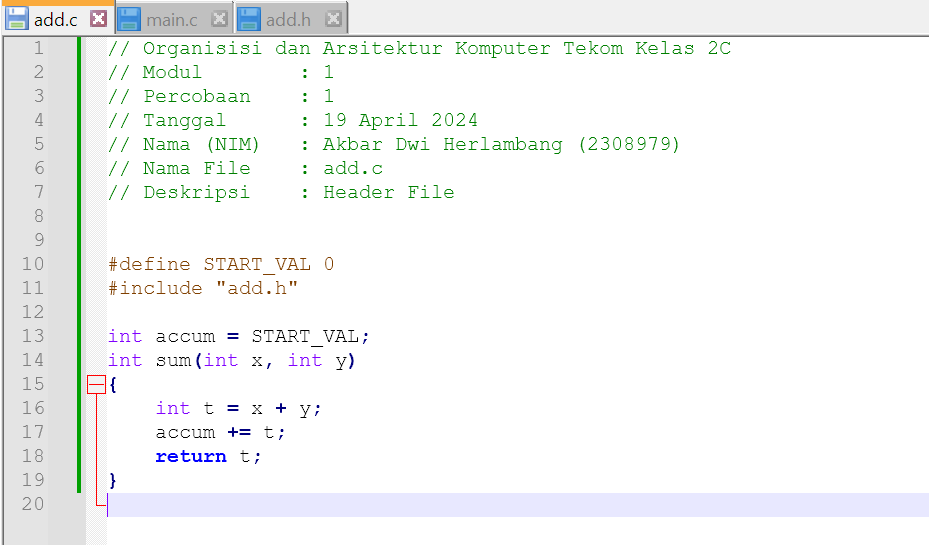 add.c main.c add.h
1 // Organisisi dan Arsitektur Komputer Tekom Kelas 2C
2 // Modul : 1
3 // Percobaan : 1
4 // Tanggal : 19 April 2024
5 // Nama (NIM) : Akbar Dwi Herlambang (2308979)
6 // Nama File : add.c
7 // Deskripsi : Header File
8
9
10 #define START_VAL 0
11 #include "add.h"
12
13 int accum = START_VAL;
14 int sum(int x, int y)
15 {
16     int t = x + y;
17     accum += t;
18     return t;
19 }
20